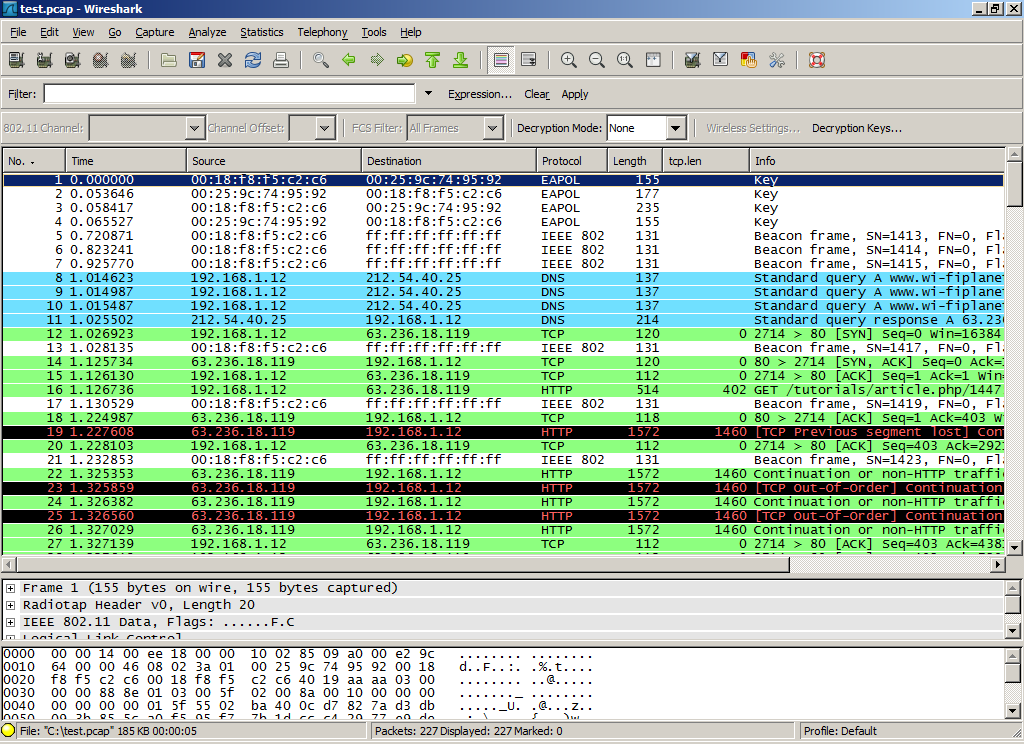 test.pcap - Wireshark
File Edit View Go Capture Analyze Statistics Telephony Tools Help
Filter: Expression... Clear Apply
802.11 Channel: Channel Offset: FCS Filter: All Frames Decryption Mode: None Wireless Settings... Decryption Keys...
No. Time Source Destination Protocol Length tcp.len Info
1 0.000000 00:18:f8:f5:c2:c6 00:25:9c:74:95:92 EAPOL 155 Key
2 0.053646 00:25:9c:74:95:92 00:18:f8:f5:c2:c6 EAPOL 177 Key
3 0.058417 00:18:f8:f5:c2:c6 00:25:9c:74:95:92 EAPOL 235 Key
4 0.065527 00:25:9c:74:95:92 00:18:f8:f5:c2:c6 EAPOL 155 Key
5 0.720871 00:18:f8:f5:c2:c6 ff:ff:ff:ff:ff:ff IEEE 802 131 Beacon frame, SN=1413, FN=0, Fl
6 0.823241 00:18:f8:f5:c2:c6 ff:ff:ff:ff:ff:ff IEEE 802 131 Beacon frame, SN=1414, FN=0, Fl
7 0.925770 00:18:f8:f5:c2:c6 ff:ff:ff:ff:ff:ff IEEE 802 131 Beacon frame, SN=1415, FN=0, Fl
8 1.014623 192.168.1.12 212.54.40.25 DNS 137 Standard query A www.wi-fiplane
9 1.014987 192.168.1.12 212.54.40.25 DNS 137 Standard query A www.wi-fiplane
10 1.015487 192.168.1.12 212.54.40.25 DNS 137 Standard query A www.wi-fiplane
11 1.025502 212.54.40.25 192.168.1.12 DNS 214 Standard query response A 63.23
12 1.026923 192.168.1.12 63.236.18.119 TCP 120 0 2714 > 80 [SYN] Seq=0 Win=16384
13 1.028135 00:18:f8:f5:c2:c6 ff:ff:ff:ff:ff:ff IEEE 802 131 Beacon frame, SN=1417, FN=0, Fl
14 1.125734 63.236.18.119 192.168.1.12 TCP 120 0 80 > 2714 [SYN, ACK] Seq=0 Ack=
15 1.126130 192.168.1.12 63.236.18.119 TCP 112 0 2714 > 80 [ACK] Seq=1 Ack=1 Win=
16 1.126736 192.168.1.12 63.236.18.119 HTTP 514 402 GET /tutorials/article.php/1447
17 1.130529 00:18:f8:f5:c2:c6 ff:ff:ff:ff:ff:ff IEEE 802 131 Beacon frame, SN=1419, FN=0, Fl
18 1.224987 63.236.18.119 192.168.1.12 TCP 118 0 80 > 2714 [ACK] Seq=1 Ack=403 W
19 1.227608 63.236.18.119 192.168.1.12 HTTP 1572 1460 [TCP Previous segment lost] Con
20 1.228103 192.168.1.12 63.236.18.119 TCP 112 0 2714 > 80 [ACK] Seq=403 Ack=292
21 1.232853 00:18:f8:f5:c2:c6 ff:ff:ff:ff:ff:ff IEEE 802 131 Beacon frame, SN=1423, FN=0, Fl
22 1.325353 63.236.18.119 192.168.1.12 HTTP 1572 1460 Continuation or non-HTTP traffi
23 1.325859 63.236.18.119 192.168.1.12 HTTP 1572 1460 [TCP Out-Of-Order] Continuation
24 1.326382 63.236.18.119 192.168.1.12 HTTP 1572 1460 Continuation or non-HTTP traffi
25 1.326560 63.236.18.119 192.168.1.12 HTTP 1572 1460 [TCP Out-Of-Order] Continuation
26 1.327029 63.236.18.119 192.168.1.12 HTTP 1572 1460 Continuation or non-HTTP traffi
27 1.327139 192.168.1.12 63.236.18.119 TCP 112 0 2714 > 80 [ACK] Seq=403 Ack=438
Frame 1 (155 bytes on wire, 155 bytes captured)
Radiotap Header v0, Length 20
IEEE 802.11 Data, Flags: ......F.C
Logical Link Control
0000 00 00 14 00 ee 18 00 00 10 02 85 09 a0 00 e2 9c ........ ........
0010 64 00 00 46 08 02 3a 01 00 25 9c 74 95 92 00 18 d..F..:. .%.t....
0020 f8 f5 c2 c6 00 18 f8 f5 c2 c6 40 19 aa aa 03 00 ........ ..@.....
0030 00 00 88 8e 01 03 00 5f 02 00 8a 00 10 00 00 00 ......._ ........
0040 00 00 00 00 01 5f 55 02 ba 40 0c d7 82 7a d3 db ....._U. .@...z..
0050 09 3b 85 5c a0 f5 95 f7 7b 1d cc c4 29 77 e9 de
File: "C:\test.pcap" 185 KB 00:00:05 Packets: 227 Displayed: 227 Marked: 0 Profile: Default